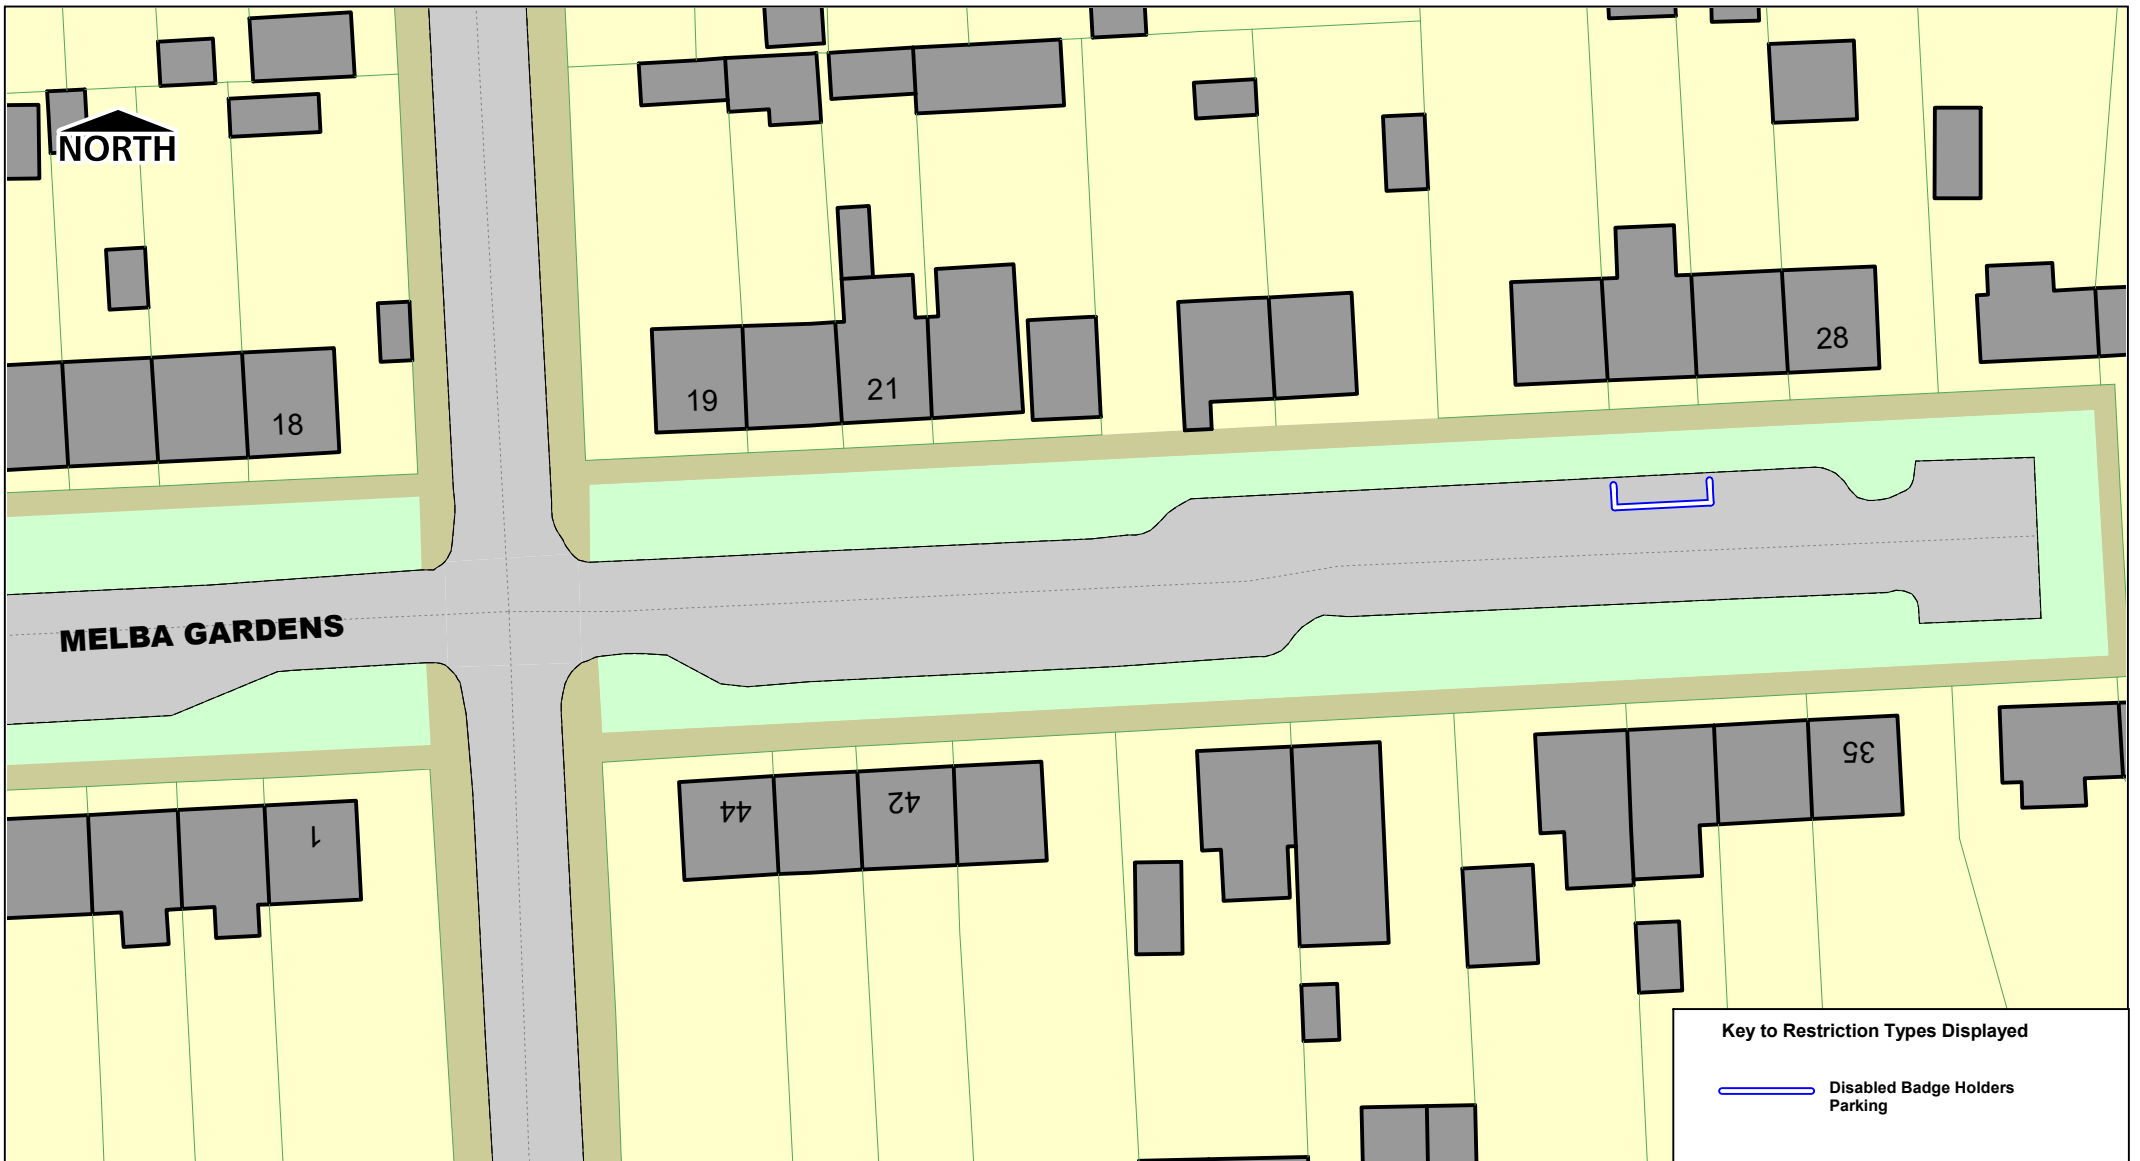 NORTH
28
21
19
18
MELBA GARDENS
35
42
44
1
Key to Restriction Types Displayed
Disabled Badge Holders
Parking